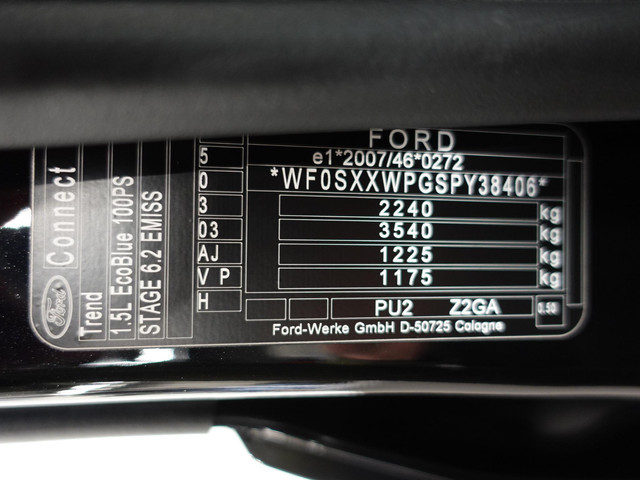 FORD
e1*2007/46*0272
*WF0SXXWPGSPY38406*
2240 kg
3540 kg
1225 kg
1175 kg
PU2 Z2GA 0.50
Ford-Werke GmbH D-50725 Cologne
5
0
3
03
AJ
V P
H
Ford Connect
Trend
1.5L EcoBlue 100PS
STAGE 6.2 EMISS